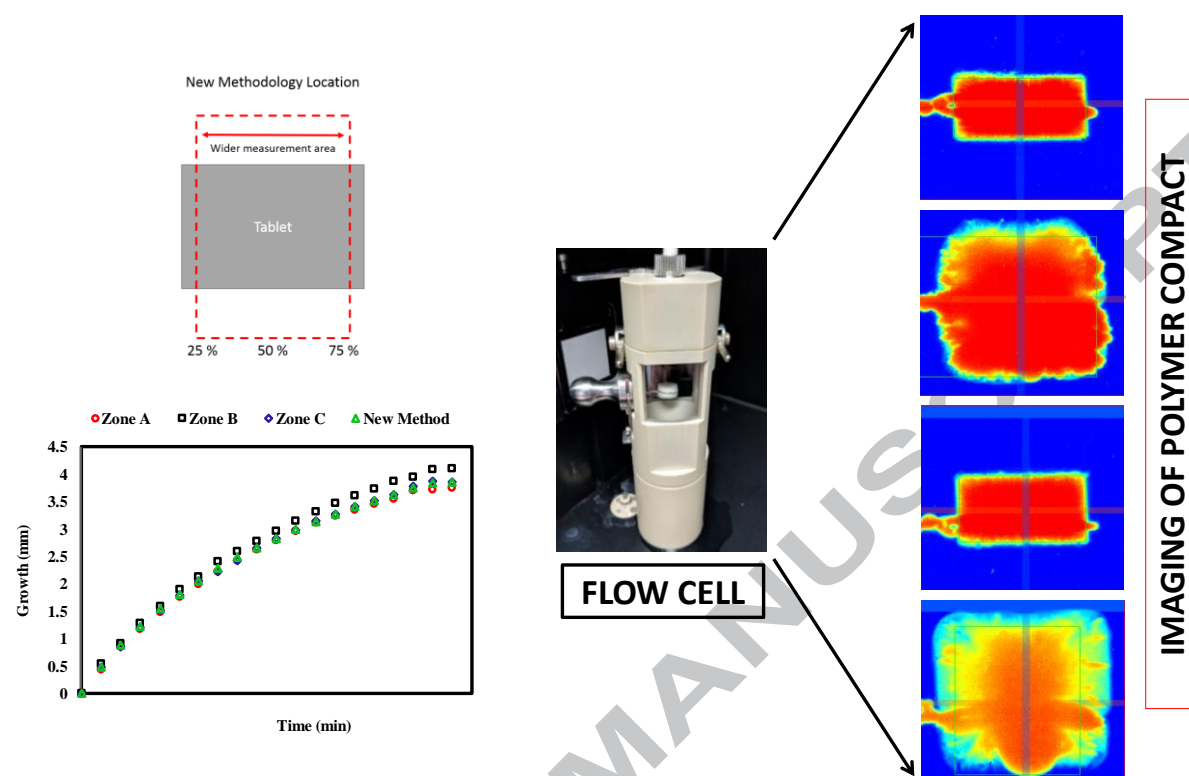 New Methodology Location
Wider measurement area
Tablet
25 % 50 % 75 %
Zone A Zone B Zone C New Method
4.5
4
3.5
3
2.5
2
1.5
1
0.5
0
Growth (mm)
Time (min)
FLOW CELL
IMAGING OF POLYMER COMPACT
MANUS